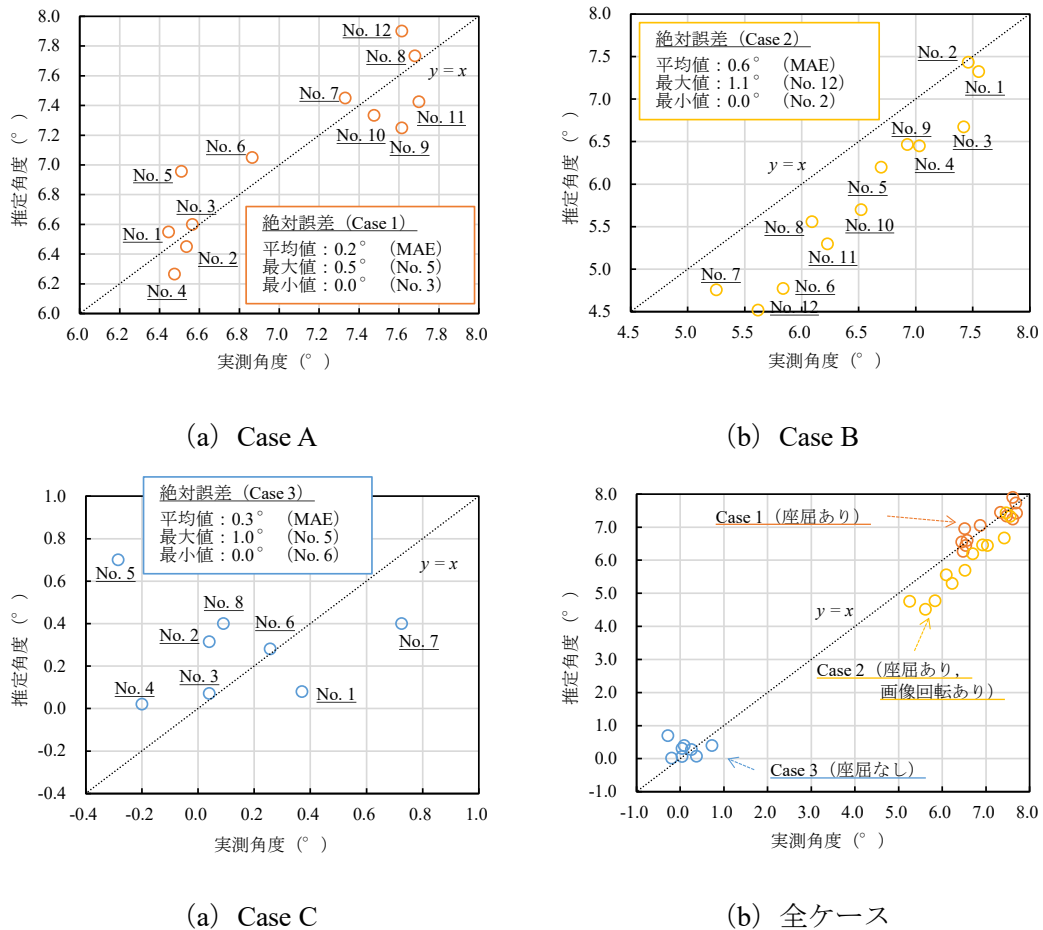 8.0
7.8
7.6
7.4
7.2
7.0
6.8
6.6
6.4
6.2
6.0
推定角度（°）
No. 12
No. 8
y = x
No. 7
No. 11
No. 10
No. 9
No. 6
No. 5
No. 3
No. 1
No. 2
No. 4
絶対誤差（Case 1）
平均値：0.2°（MAE）
最大値：0.5°（No. 5）
最小値：0.0°（No. 3）
6.0 6.2 6.4 6.6 6.8 7.0 7.2 7.4 7.6 7.8 8.0
実測角度（°）
(a) Case A
8.0
7.5
7.0
6.5
6.0
5.5
5.0
4.5
推定角度（°）
絶対誤差（Case 2）
平均値：0.6°（MAE）
最大値：1.1°（No. 12）
最小値：0.0°（No. 2）
No. 2
No. 1
No. 3
No. 9
No. 4
y = x
No. 5
No. 10
No. 8
No. 11
No. 7
No. 6
No. 12
4.5 5.0 5.5 6.0 6.5 7.0 7.5 8.0
実測角度（°）
(b) Case B
1.0
0.8
0.6
0.4
0.2
0.0
-0.2
-0.4
推定角度（°）
絶対誤差（Case 3）
平均値：0.3°（MAE）
最大値：1.0°（No. 5）
最小値：0.0°（No. 6）
y = x
No. 5
No. 8
No. 6
No. 2
No. 7
No. 3
No. 4
No. 1
-0.4 -0.2 0.0 0.2 0.4 0.6 0.8 1.0
実測角度（°）
(a) Case C
8.0
7.0
6.0
5.0
4.0
3.0
2.0
1.0
0.0
-1.0
推定角度（°）
Case 1（座屈あり）
y = x
Case 2（座屈あり,
画像回転あり）
Case 3（座屈なし）
-1.0 0.0 1.0 2.0 3.0 4.0 5.0 6.0 7.0 8.0
実測角度（°）
(b) 全ケース